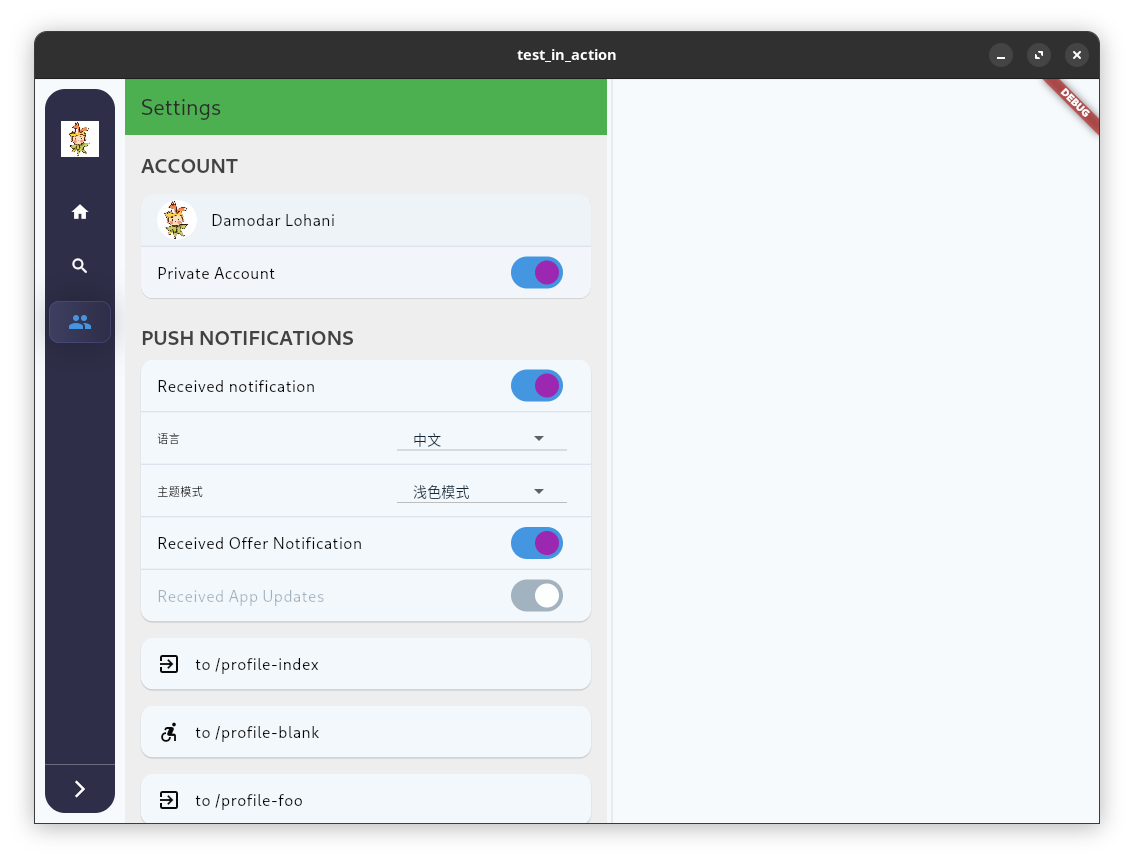 test_in_action
DEBUG
Settings
ACCOUNT
Damodar Lohani
Private Account
PUSH NOTIFICATIONS
Received notification
语言 中文
主题模式 浅色模式
Received Offer Notification
Received App Updates
to /profile-index
to /profile-blank
to /profile-foo